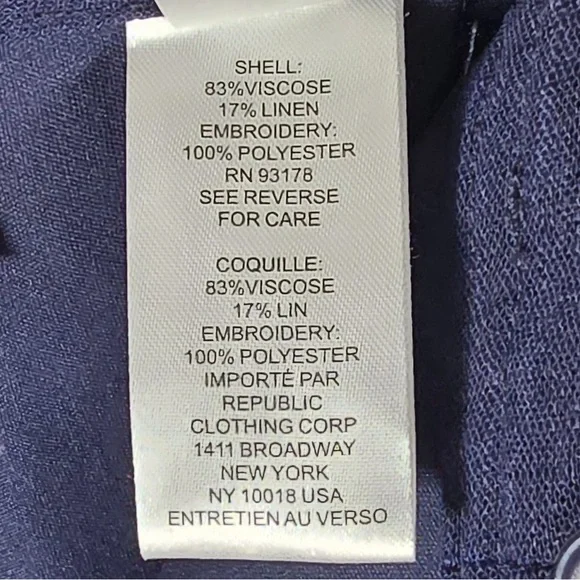 SHELL:
83%VISCOSE
17% LINEN
EMBROIDERY:
100% POLYESTER
RN 93178
SEE REVERSE
FOR CARE
COQUILLE:
83%VISCOSE
17% LIN
EMBROIDERY:
100% POLYESTER
IMPORTÉ PAR
REPUBLIC
CLOTHING CORP
1411 BROADWAY
NEW YORK
NY 10018 USA
ENTRETIEN AU VERSO